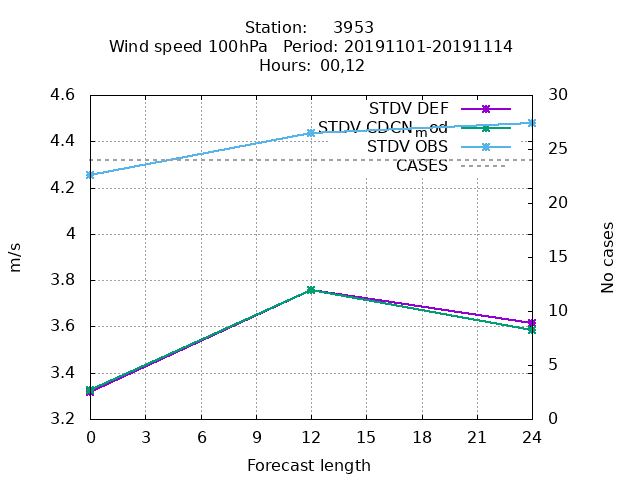 Station: 3953
Wind speed 100hPa Period: 20191101-20191114
Hours: 00,12
4.6
4.4
4.2
4
3.8
3.6
3.4
3.2
m/s
STDV DEF
STDV CDCN_mod
STDV OBS
CASES
30
25
20
15
10
5
0
No cases
0 3 6 9 12 15 18 21 24
Forecast length